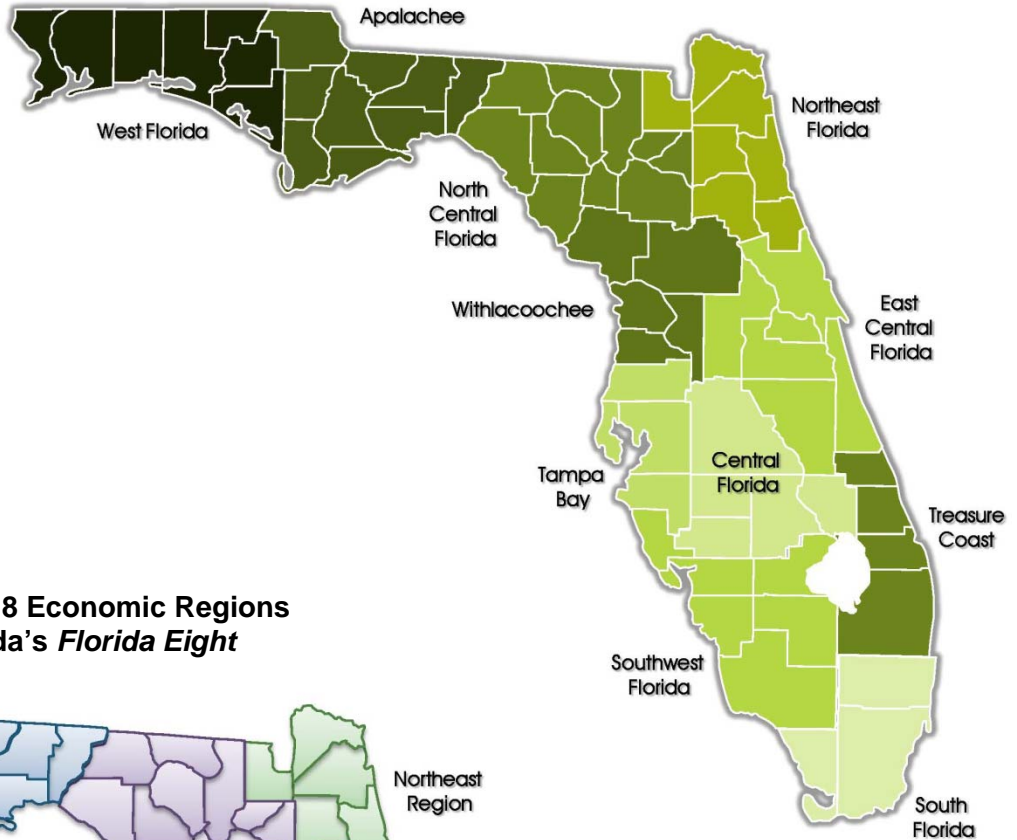 Apalachee
West Florida
Northeast
Florida
North
Central
Florida
Withlacoochee
East
Central
Florida
Tampa
Bay
Central
Florida
Treasure
Coast
8 Economic Regions
Florida Eight
Southwest
Florida
Northeast
Region
South
Florida